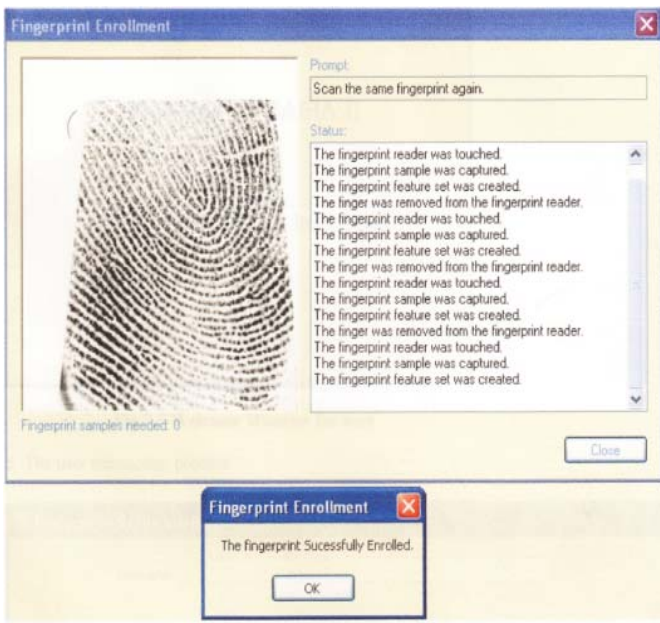 Fingerprint Enrollment
Prompt:
Scan the same fingerprint again.
Status:
The fingerprint reader was touched.
The fingerprint sample was captured.
The fingerprint feature set was created.
The finger was removed from the fingerprint reader.
The fingerprint reader was touched.
The fingerprint sample was captured.
The fingerprint feature set was created.
The finger was removed from the fingerprint reader.
The fingerprint reader was touched.
The fingerprint sample was captured.
The fingerprint feature set was created.
The finger was removed from the fingerprint reader.
The fingerprint reader was touched.
The fingerprint sample was captured.
The fingerprint feature set was created.
Fingerprint samples needed: 0
Close
Fingerprint Enrollment
The fingerprint Sucessfully Enrolled.
OK